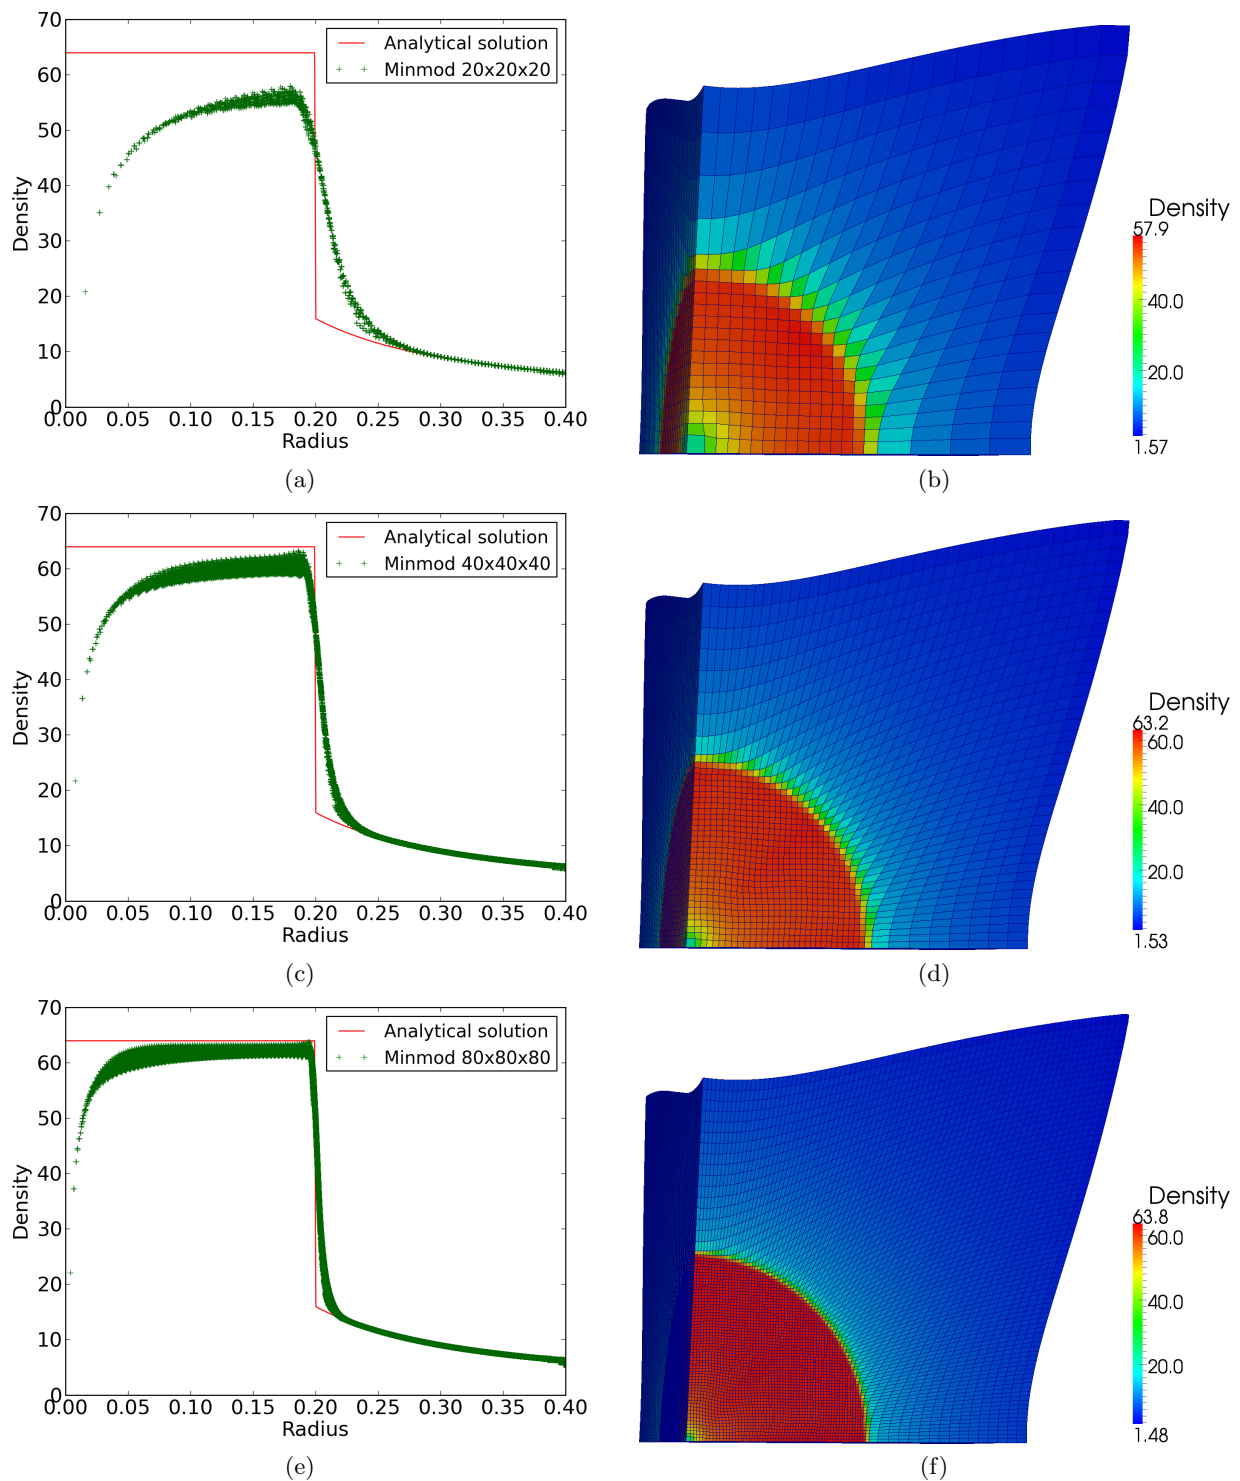 70
60
50
40
30
20
10
0
Density
Analytical solution
Minmod 20x20x20
0.00 0.05 0.10 0.15 0.20 0.25 0.30 0.35 0.40
Radius
(a)
Density
57.9
40.0
20.0
1.57
(b)
70
60
50
40
30
20
10
0
Density
Analytical solution
Minmod 40x40x40
0.00 0.05 0.10 0.15 0.20 0.25 0.30 0.35 0.40
Radius
(c)
Density
63.2
60.0
40.0
20.0
1.53
(d)
70
60
50
40
30
20
10
0
Density
Analytical solution
Minmod 80x80x80
0.00 0.05 0.10 0.15 0.20 0.25 0.30 0.35 0.40
Radius
(e)
Density
63.8
60.0
40.0
20.0
1.48
(f)